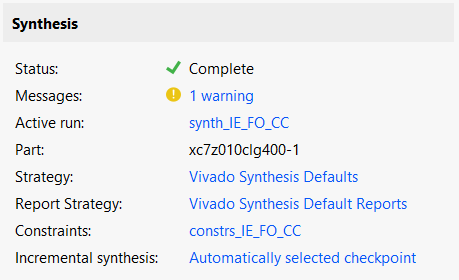 Synthesis
Status: Complete
Messages: 1 warning
Active run: synth_IE_FO_CC
Part: xc7z010clg400-1
Strategy: Vivado Synthesis Defaults
Report Strategy: Vivado Synthesis Default Reports
Constraints: constrs_IE_FO_CC
Incremental synthesis: Automatically selected checkpoint